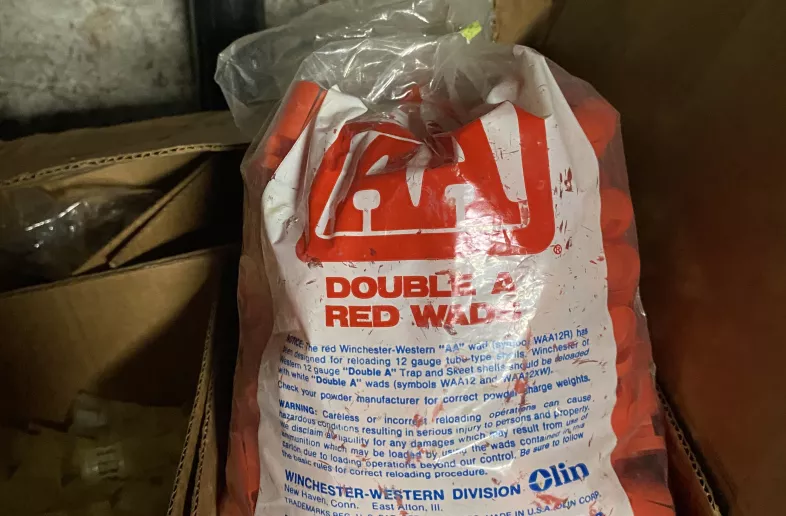 AA
®
DOUBLE A
RED WADS
NOTICE: The red Winchester-Western "AA" wad (symbol WAA12R) has
been designed for reloading 12 gauge tube-type shells. Winchester or
Western 12 gauge "Double A" Trap and Skeet shells should be reloaded
with white "Double A" wads (symbols WAA12 and WAA12XW).
Check your powder manufacturer for correct powder charge weights.
WARNING: Careless or incorrect reloading operations can cause
hazardous conditions resulting in serious injury to persons and property.
We disclaim all liability for any damages which may result from use of
ammunition which may be loaded by using the wads contained in this
carton due to loading operations beyond our control. Be sure to follow
the basic rules for correct reloading procedure.
WINCHESTER-WESTERN DIVISION Olin
New Haven, Conn. East Alton, Ill.
MADE IN U.S.A. OLIN CORP.